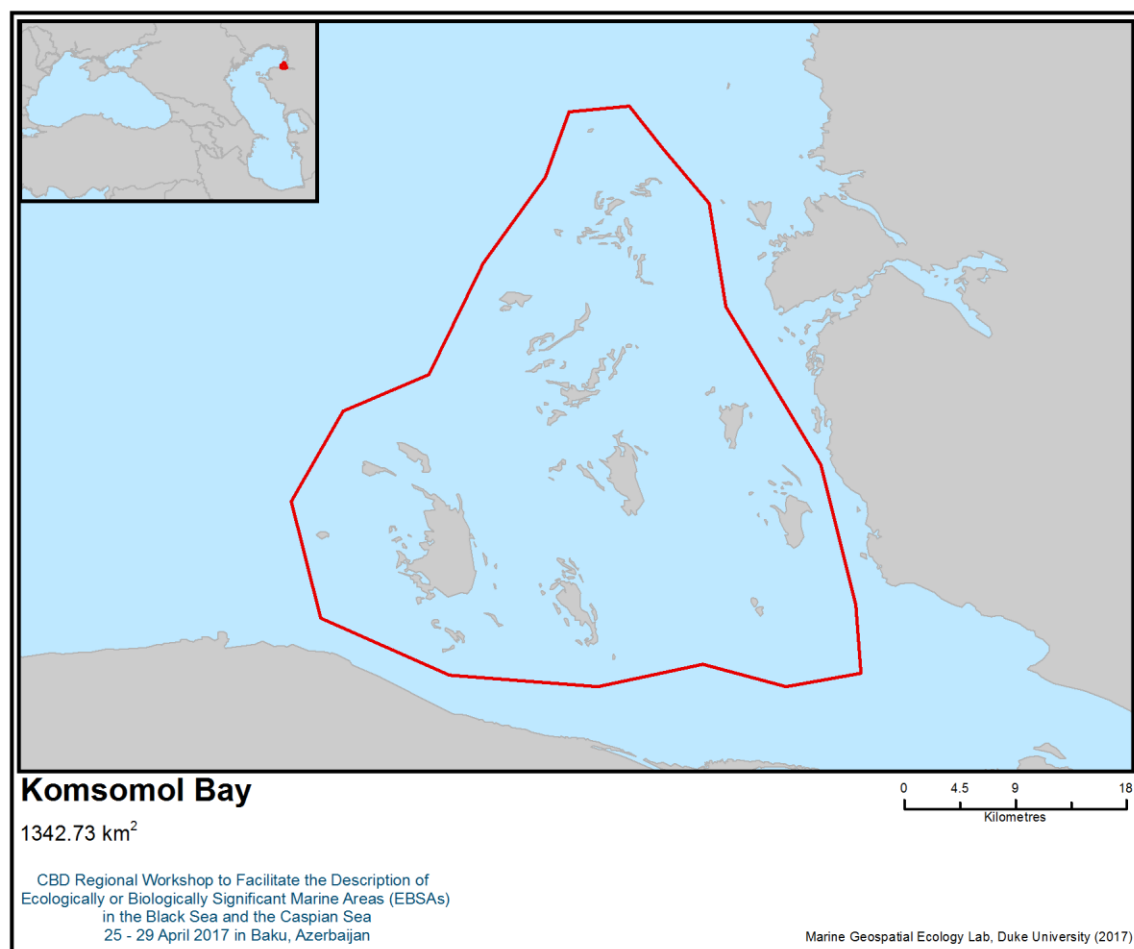 Komsomol Bay
1342.73 km²
0 4.5 9 18
Kilometres
CBD Regional Workshop to Facilitate the Description of
Ecologically or Biologically Significant Marine Areas (EBSAs)
in the Black Sea and the Caspian Sea
25 - 29 April 2017 in Baku, Azerbaijan
Marine Geospatial Ecology Lab, Duke University (2017)